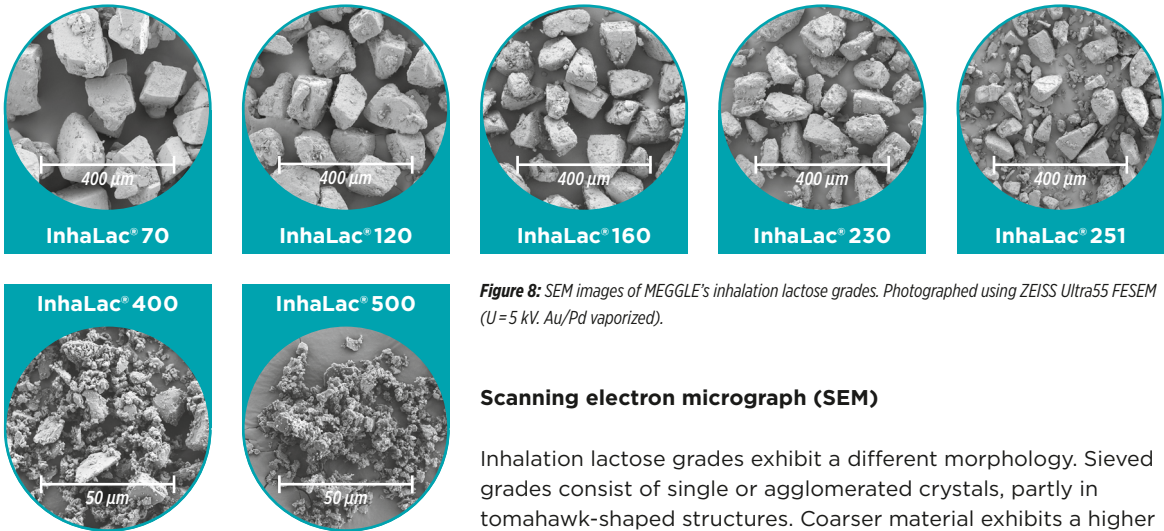 400 µm
400 µm
400 µm
400 µm
400 µm
InhaLac® 70
InhaLac® 120
InhaLac® 160
InhaLac® 230
InhaLac® 251
InhaLac® 400
InhaLac® 500
50 µm
50 µm
Figure 8: SEM images of MEGGLE’s inhalation lactose grades. Photographed using ZEISS Ultra55 FESEM
(U = 5 kV. Au/Pd vaporized).
Scanning electron micrograph (SEM)
Inhalation lactose grades exhibit a different morphology. Sieved
grades consist of single or agglomerated crystals, partly in
tomahawk-shaped structures. Coarser material exhibits a higher